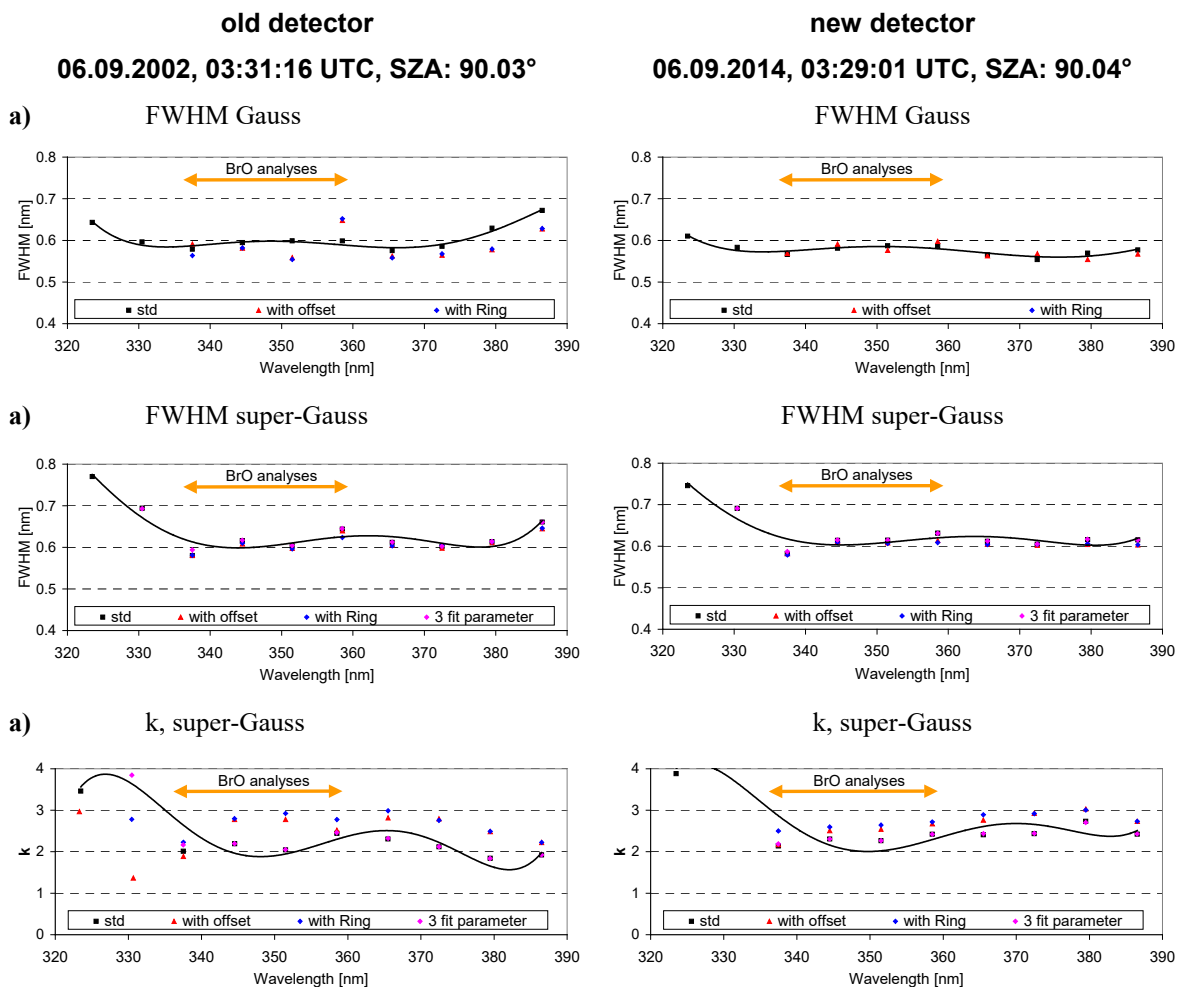 old detector
06.09.2002, 03:31:16 UTC, SZA: 90.03°
new detector
06.09.2014, 03:29:01 UTC, SZA: 90.04°
a) FWHM Gauss
FWHM Gauss
0.8
0.7
0.6
0.5
0.4
FWHM [nm]
BrO analyses
std
with offset
with Ring
320 330 340 350 360 370 380 390
Wavelength [nm]
0.8
0.7
0.6
0.5
0.4
FWHM [nm]
BrO analyses
std
with offset
with Ring
320 330 340 350 360 370 380 390
Wavelength [nm]
a) FWHM super-Gauss
FWHM super-Gauss
0.8
0.7
0.6
0.5
0.4
FWHM [nm]
BrO analyses
std
with offset
with Ring
3 fit parameter
320 330 340 350 360 370 380 390
Wavelength [nm]
0.8
0.7
0.6
0.5
0.4
FWHM [nm]
BrO analyses
std
with offset
with Ring
3 fit parameter
320 330 340 350 360 370 380 390
Wavelength [nm]
a) k, super-Gauss
k, super-Gauss
4
3
2
1
0
k
BrO analyses
std
with offset
with Ring
3 fit parameter
320 330 340 350 360 370 380 390
Wavelength [nm]
4
3
2
1
0
k
BrO analyses
std
with offset
with Ring
3 fit parameter
320 330 340 350 360 370 380 390
Wavelength [nm]